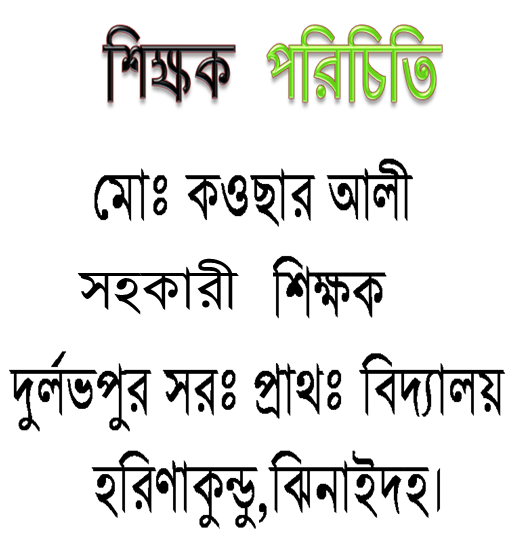 শিক্ষক পরিচিতি
মোঃ কওছার আলী
সহকারী শিক্ষক
দুর্লভপুর সরঃ প্রাথঃ বিদ্যালয়
হরিণাকুন্ডু,ঝিনাইদহ।